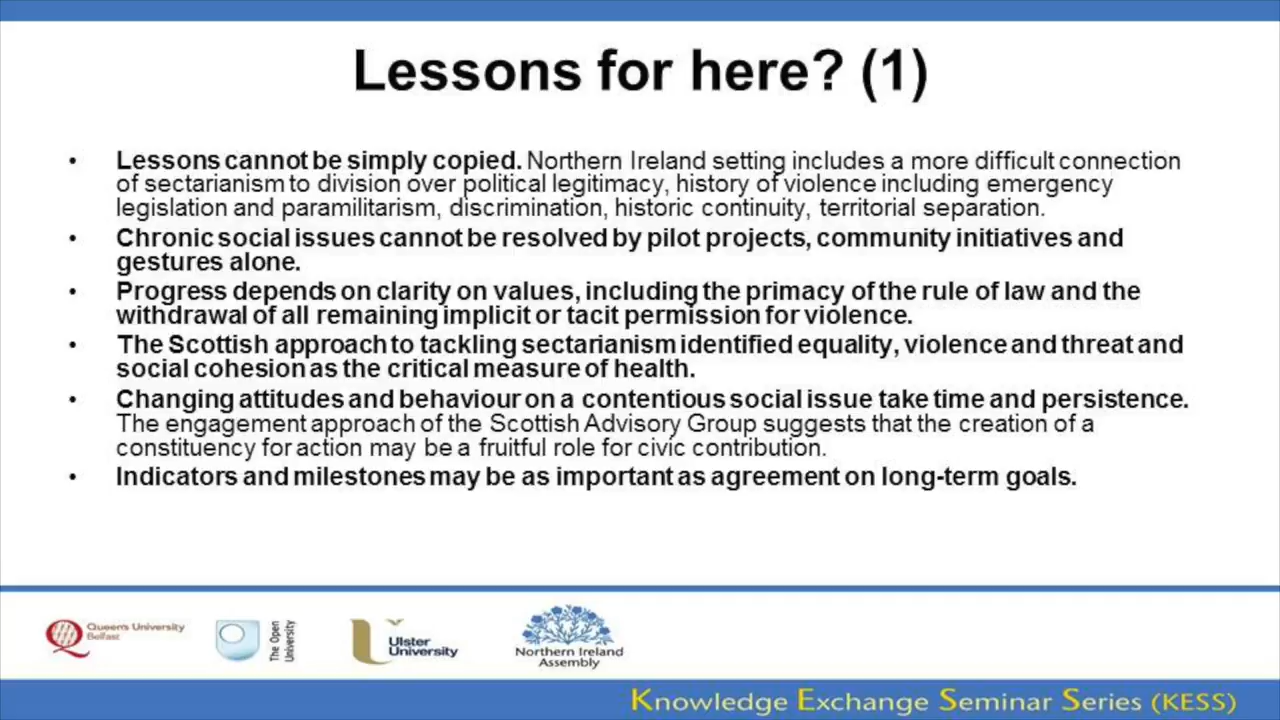 Lessons for here? (1)
• Lessons cannot be simply copied. Northern Ireland setting includes a more difficult connection
of sectarianism to division over political legitimacy, history of violence including emergency
legislation and paramilitarism, discrimination, historic continuity, territorial separation.
• Chronic social issues cannot be resolved by pilot projects, community initiatives and
gestures alone.
• Progress depends on clarity on values, including the primacy of the rule of law and the
withdrawal of all remaining implicit or tacit permission for violence.
• The Scottish approach to tackling sectarianism identified equality, violence and threat and
social cohesion as the critical measure of health.
• Changing attitudes and behaviour on a contentious social issue take time and persistence.
The engagement approach of the Scottish Advisory Group suggests that the creation of a
constituency for action may be a fruitful role for civic contribution.
• Indicators and milestones may be as important as agreement on long-term goals.
Queen's University
Belfast
The Open
University
Ulster
University
Northern Ireland
Assembly
Knowledge Exchange Seminar Series (KESS)